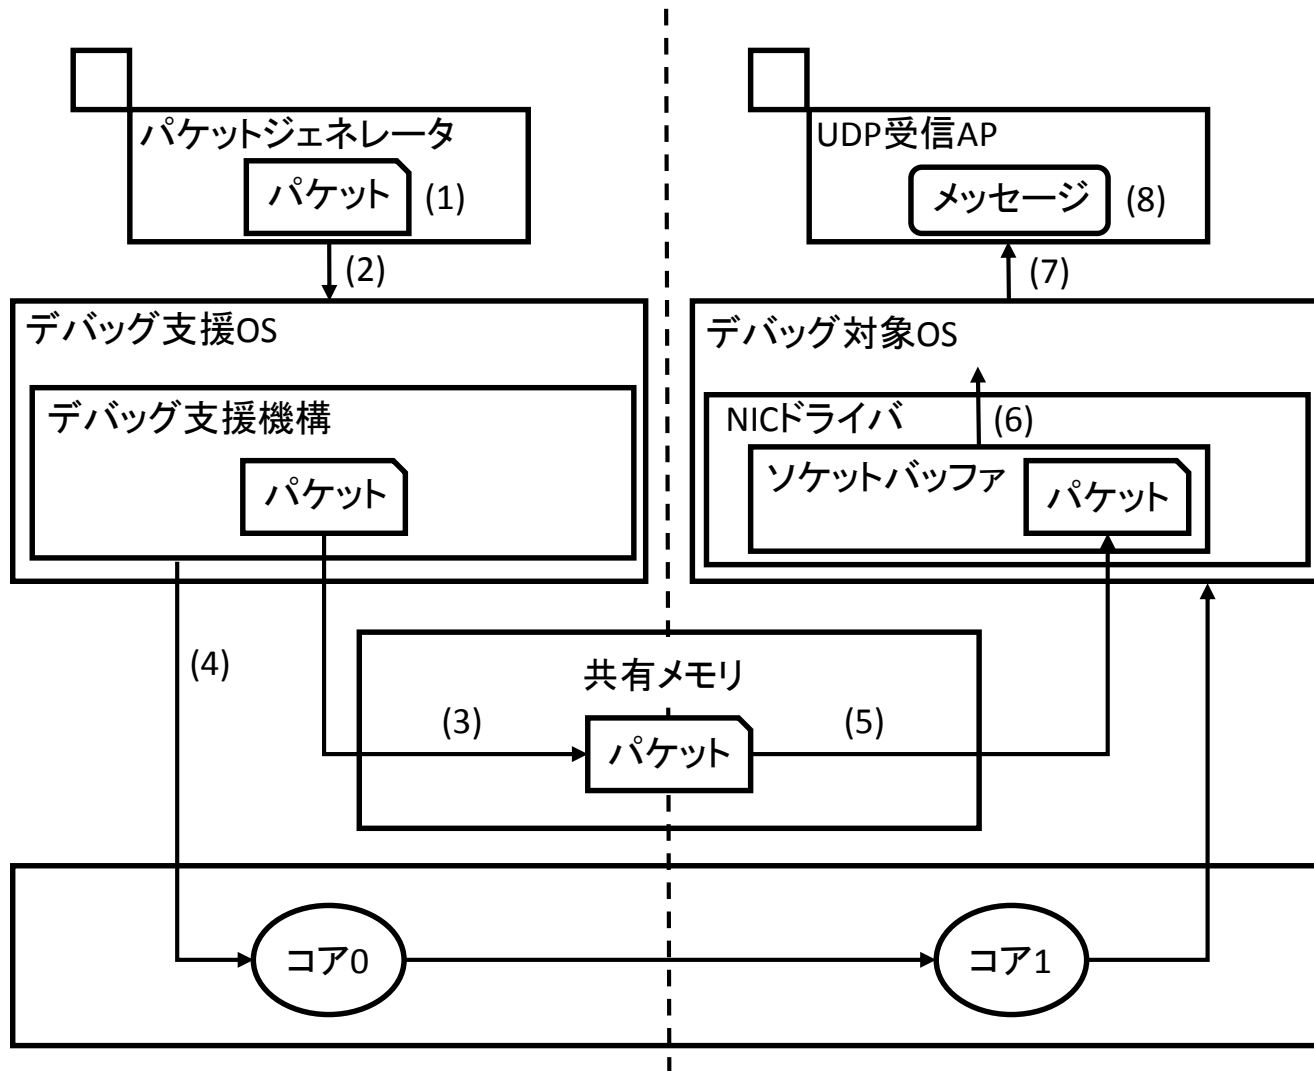 パケットジェネレータ
パケット
(1)
(2)
デバッグ支援OS
デバッグ支援機構
パケット
(4)
UDP受信AP
メッセージ
(8)
(7)
デバッグ対象OS
NICドライバ
(6)
ソケットバッファ
パケット
共有メモリ
(3)
パケット
(5)
コア0
コア1